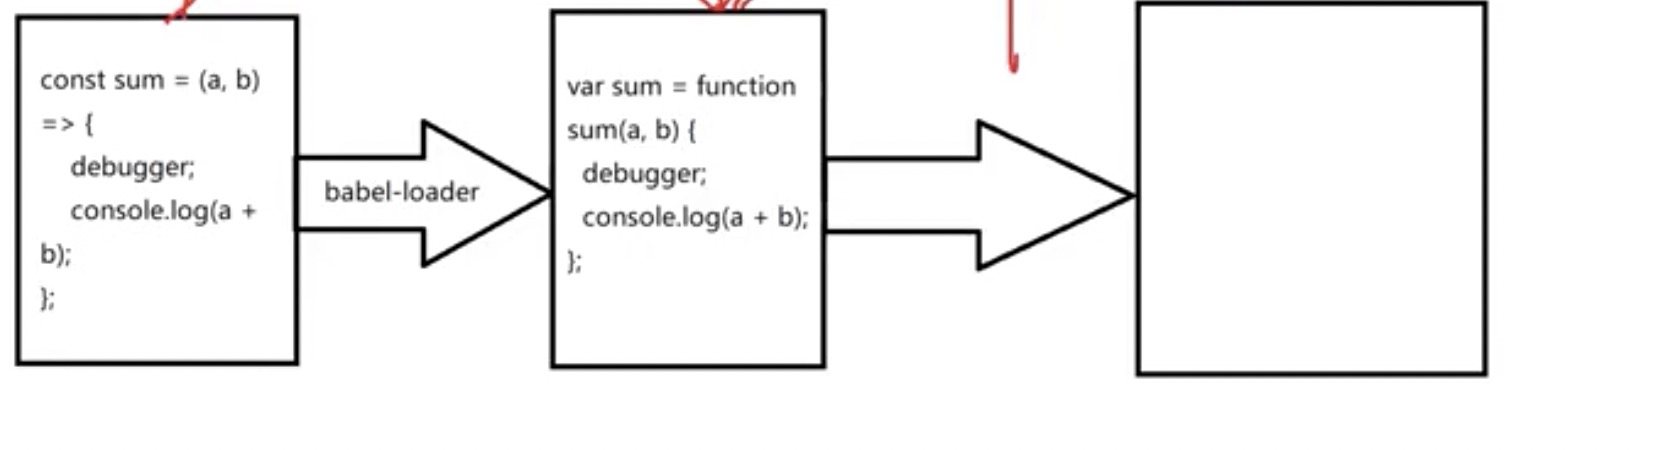 const sum = (a, b)
=> {
debugger;
console.log(a +
b);
};
babel-loader
var sum = function
sum(a, b) {
debugger;
console.log(a + b);
};